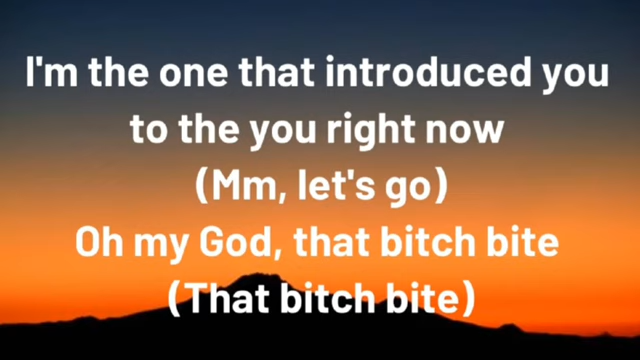 I'm the one that introduced you
to the you right now
(Mm, let's go)
Oh my God, that bitch bite
(That bitch bite)